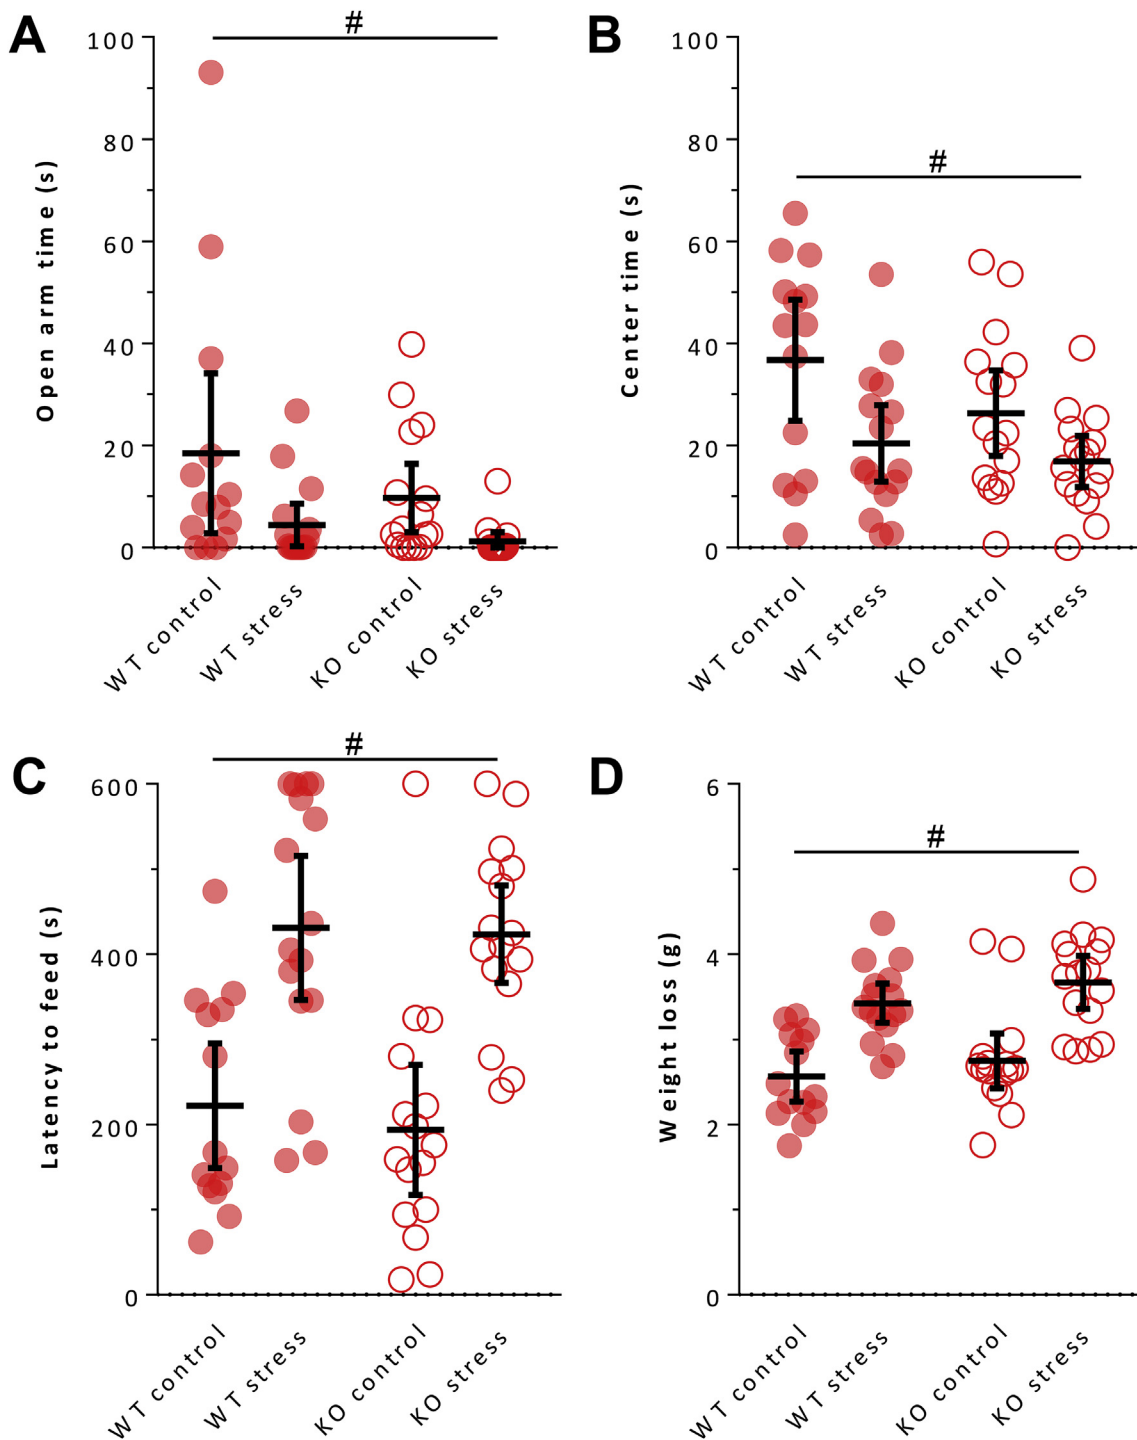 A
#
100
80
60
40
20
0
Open arm time (s)
WT control
WT stress
KO control
KO stress
B
#
100
80
60
40
20
0
Center time (s)
WT control
WT stress
KO control
KO stress
C
#
600
400
200
0
Latency to feed (s)
WT control
WT stress
KO control
KO stress
D
#
6
4
2
0
Weight loss (g)
WT control
WT stress
KO control
KO stress